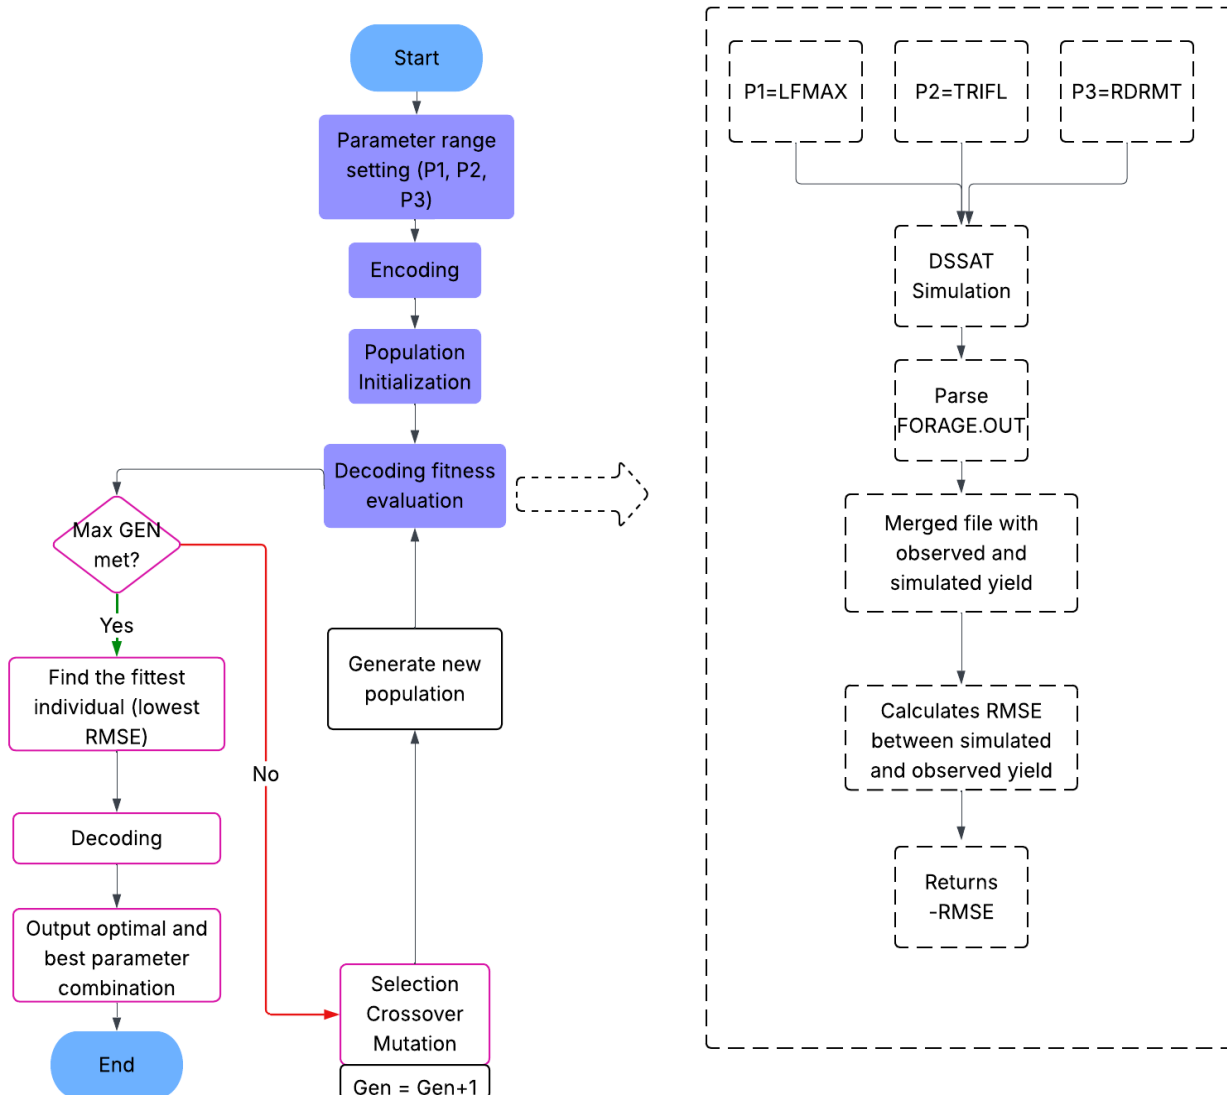 Start
Parameter range
setting (P1, P2,
P3)
Encoding
Population
Initialization
Decoding fitness
evaluation
Max GEN
met?
Yes
Find the fittest
individual (lowest
RMSE)
Decoding
Output optimal and
best parameter
combination
End
No
Generate new
population
Selection
Crossover
Mutation
Gen = Gen+1
P1=LFMAX
P2=TRIFL
P3=RDRMT
DSSAT
Simulation
Parse
FORAGE.OUT
Merged file with
observed and
simulated yield
Calculates RMSE
between simulated
and observed yield
Returns
-RMSE